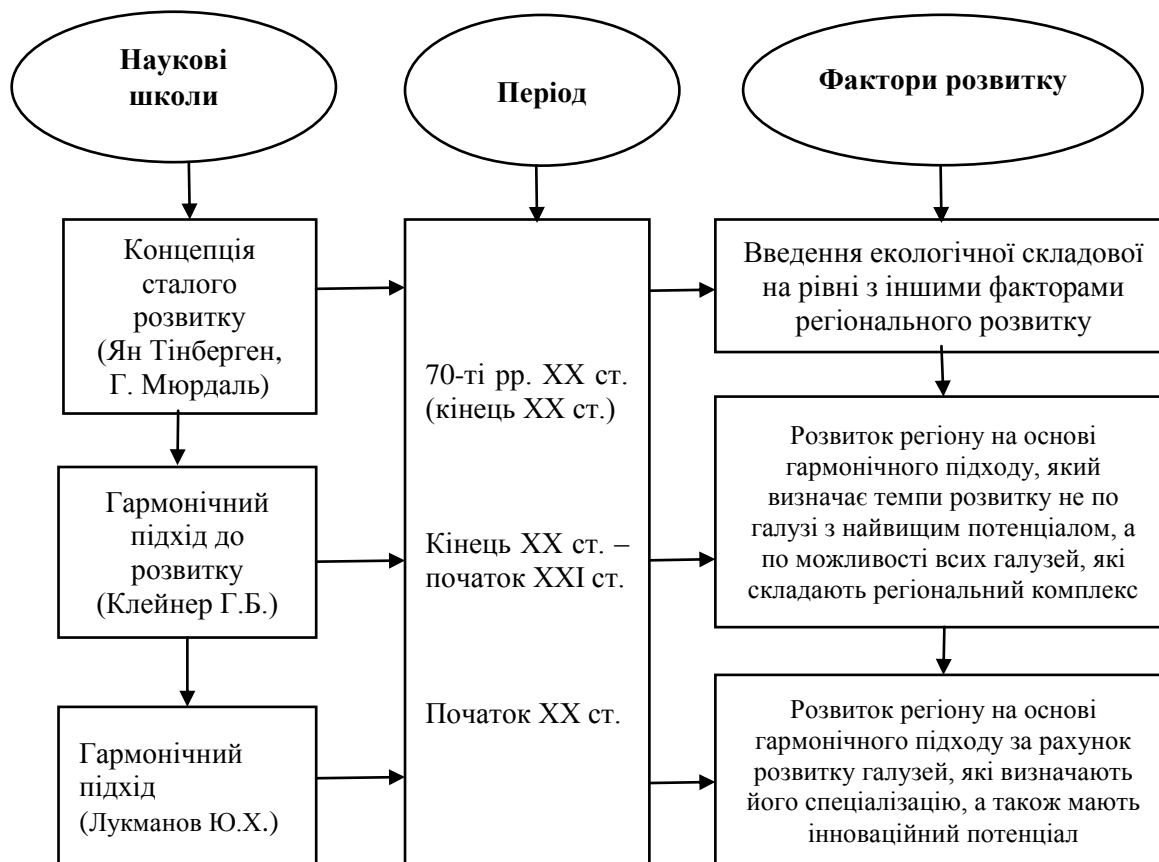 Наукові
школи
Період
Фактори розвитку
Концепція
сталого
розвитку
(Ян Тінберген,
Г. Мюрдаль)
70-ті рр. ХХ ст.
(кінець ХХ ст.)
Введення екологічної складової
на рівні з іншими факторами
регіонального розвитку
Гармонічний
підхід до
розвитку
(Клейнер Г.Б.)
Кінець ХХ ст. –
початок ХХІ ст.
Розвиток регіону на основі
гармонічного підходу, який
визначає темпи розвитку не по
галузі з найвищим потенціалом, а
по можливості всих галузей, які
складають регіональний комплекс
Гармонічний
підхід
(Лукманов Ю.Х.)
Початок ХХ ст.
Розвиток регіону на основі
гармонічного підходу за рахунок
розвитку галузей, які визначають
його спеціалізацію, а також мають
інноваційний потенціал